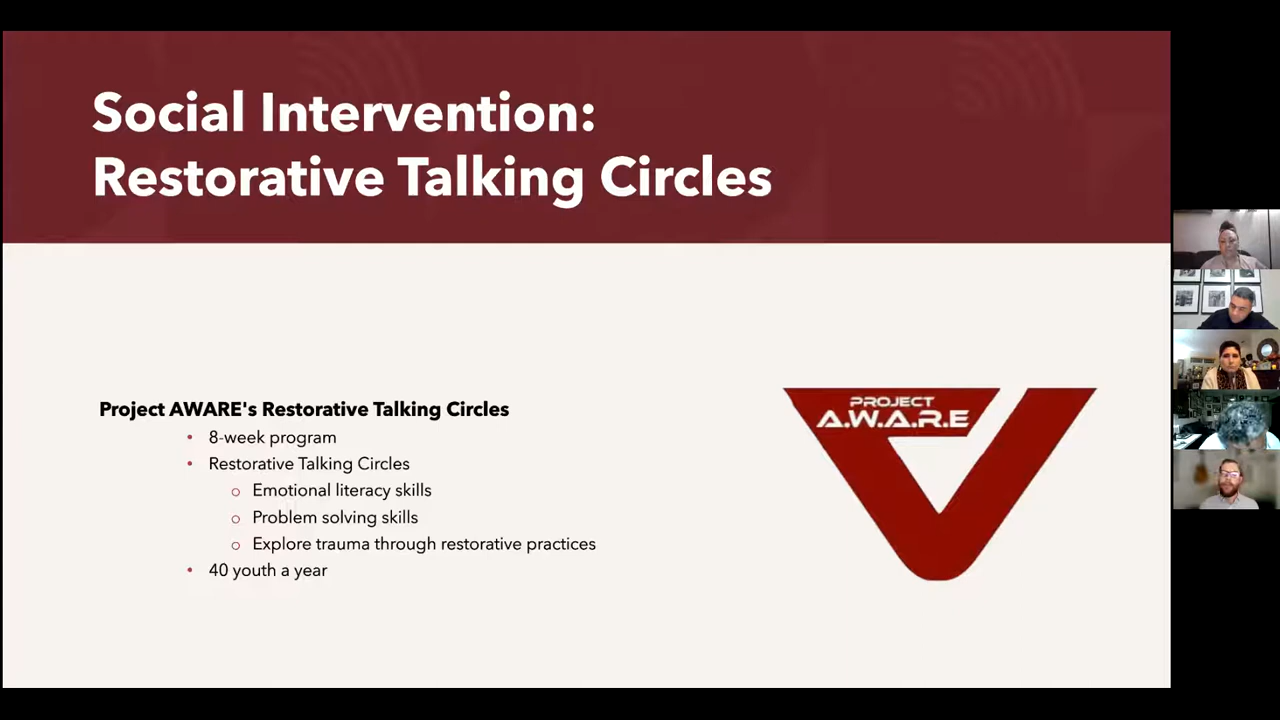 Social Intervention:
Restorative Talking Circles
Project AWARE's Restorative Talking Circles
• 8-week program
• Restorative Talking Circles
o Emotional literacy skills
o Problem solving skills
o Explore trauma through restorative practices
• 40 youth a year
PROJECT
A.W.A.R.E